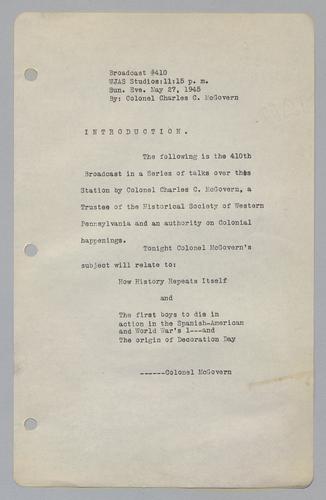 Broadcast #410
WJAS Studios:11:15 p. m.
Sun. Eve. May 27, 1945
By: Colonel Charles C. McGovern
INTRODUCTION.
The following is the 410th
Broadcast in a Series of talks over this
Station by Colonel Charles C. McGovern, a
Trustee of the Historical Society of Western
Pennsylvania and an authority on Colonial
happenings.
Tonight Colonel McGovern's
subject will relate to:
How History Repeats Itself
and
The first boys to die in
action in the Spanish-American
and World War's 1---and
The origin of Decoration Day
------Colonel McGovern